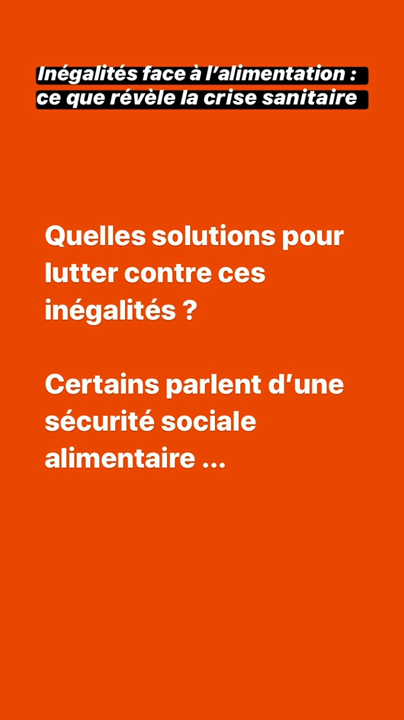 Inégalités face à l’alimentation :
ce que révèle la crise sanitaire
Quelles solutions pour
lutter contre ces
inégalités ?
Certains parlent d’une
sécurité sociale
alimentaire ...